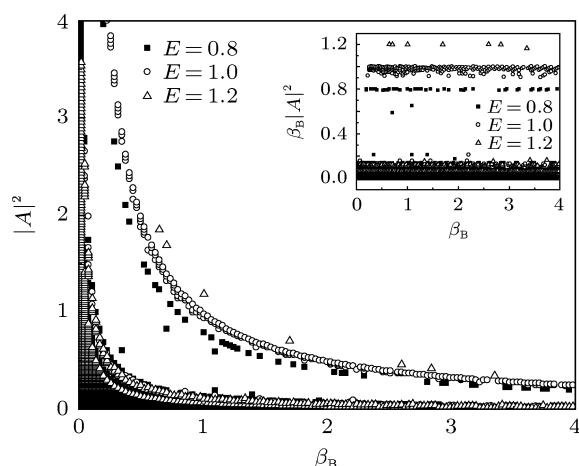 4
3
2
1
0
|A|²
0 1 2 3 4
β_B
E = 0.8
E = 1.0
E = 1.2
1.2
0.8
0.4
0.0
β_B|A|²
0 1 2 3 4
β_B
E = 0.8
E = 1.0
E = 1.2